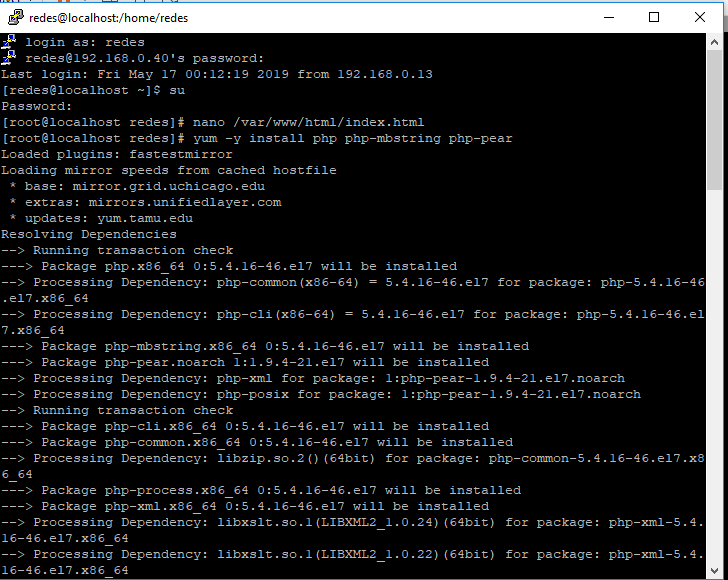 redes@localhost:/home/redes
login as: redes
redes@192.168.0.40's password:
Last login: Fri May 17 00:12:19 2019 from 192.168.0.13
[redes@localhost ~]$ su
Password:
[root@localhost redes]# nano /var/www/html/index.html
[root@localhost redes]# yum -y install php php-mbstring php-pear
Loaded plugins: fastestmirror
Loading mirror speeds from cached hostfile
 * base: mirror.grid.uchicago.edu
 * extras: mirrors.unifiedlayer.com
 * updates: yum.tamu.edu
Resolving Dependencies
--> Running transaction check
---> Package php.x86_64 0:5.4.16-46.el7 will be installed
--> Processing Dependency: php-common(x86-64) = 5.4.16-46.el7 for package: php-5.4.16-46
.el7.x86_64
--> Processing Dependency: php-cli(x86-64) = 5.4.16-46.el7 for package: php-5.4.16-46.el
7.x86_64
---> Package php-mbstring.x86_64 0:5.4.16-46.el7 will be installed
---> Package php-pear.noarch 1:1.9.4-21.el7 will be installed
--> Processing Dependency: php-xml for package: 1:php-pear-1.9.4-21.el7.noarch
--> Processing Dependency: php-posix for package: 1:php-pear-1.9.4-21.el7.noarch
--> Running transaction check
---> Package php-cli.x86_64 0:5.4.16-46.el7 will be installed
---> Package php-common.x86_64 0:5.4.16-46.el7 will be installed
--> Processing Dependency: libzip.so.2()(64bit) for package: php-common-5.4.16-46.el7.x8
6_64
---> Package php-process.x86_64 0:5.4.16-46.el7 will be installed
---> Package php-xml.x86_64 0:5.4.16-46.el7 will be installed
--> Processing Dependency: libxslt.so.1(LIBXML2_1.0.24)(64bit) for package: php-xml-5.4.
16-46.el7.x86_64
--> Processing Dependency: libxslt.so.1(LIBXML2_1.0.22)(64bit) for package: php-xml-5.4.
16-46.el7.x86_64